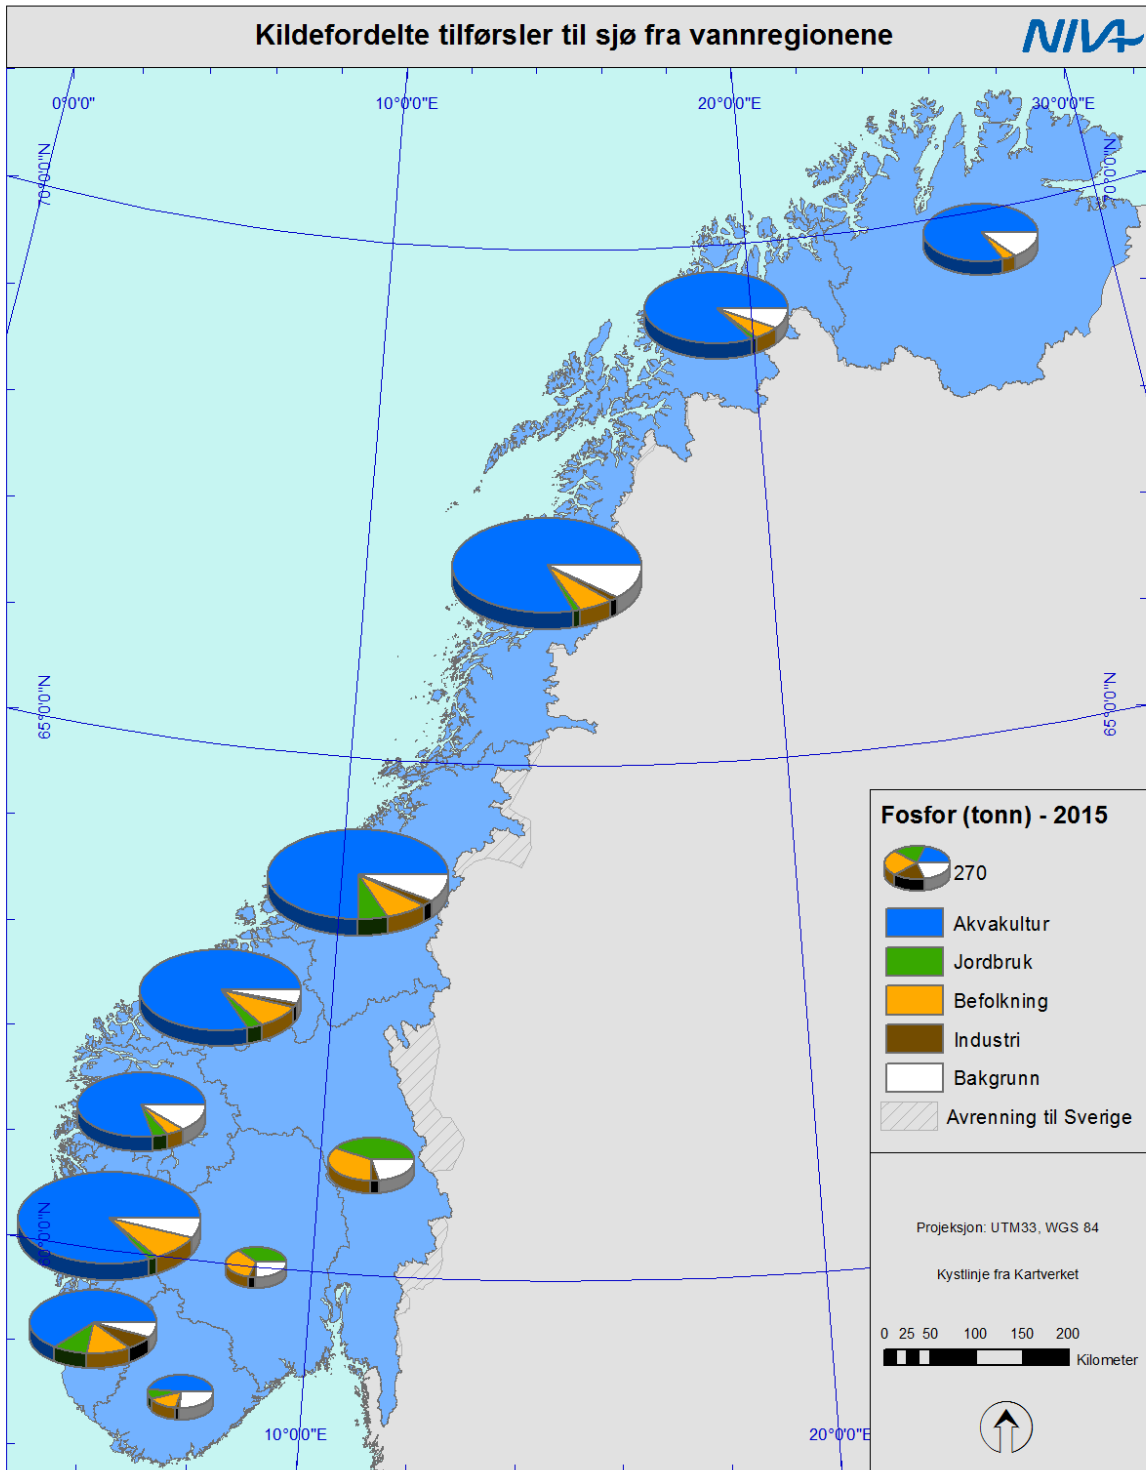 Kildefordelte tilførsler til sjø fra vannregionene
NIVA
0°0'0"
10°0'0"E
20°0'0"E
30°0'0"E
70°0'0"N
70°0'0"N
65°0'0"N
65°0'0"N
60°0'0"N
10°0'0"E
20°0'0"E
Fosfor (tonn) - 2015
270
Akvakultur
Jordbruk
Befolkning
Industri
Bakgrunn
Avrenning til Sverige
Projeksjon: UTM33, WGS 84
Kystlinje fra Kartverket
0 25 50 100 150 200
Kilometer